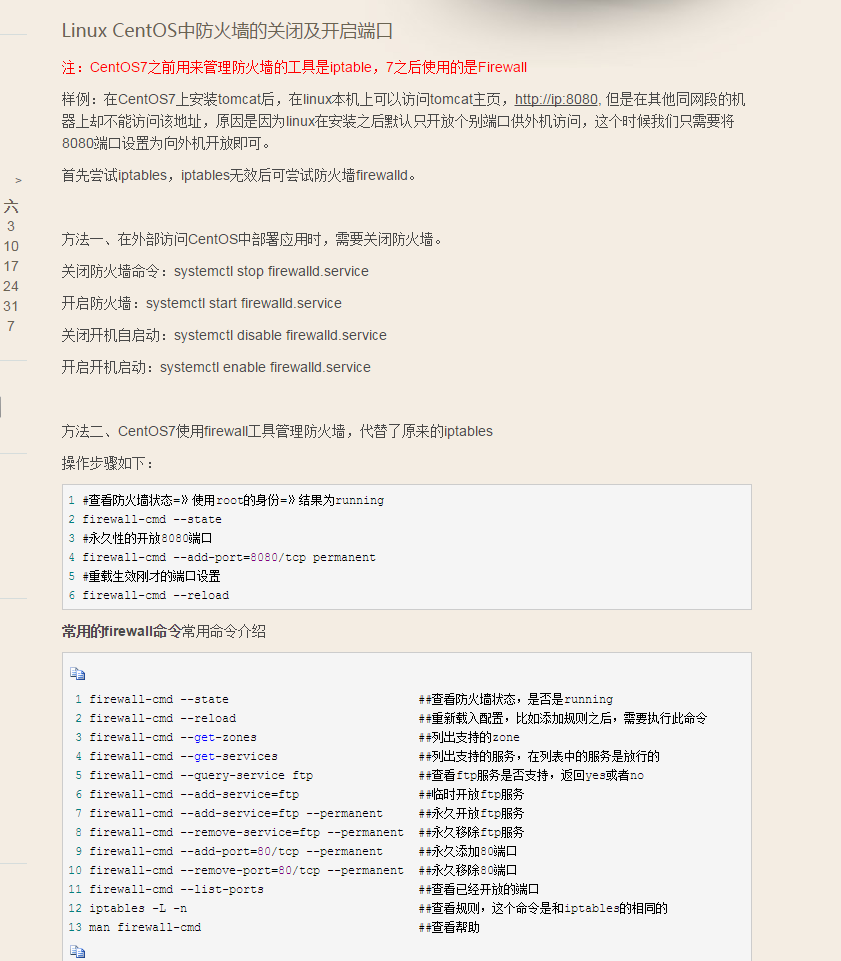 Linux CentOS中防火墙的关闭及开启端口
注：CentOS7之前用来管理防火墙的工具是iptable，7之后使用的是Firewall
样例：在CentOS7上安装tomcat后，在linux本机上可以访问tomcat主页，http://ip:8080, 但是在其他同网段的机
器上却不能访问该地址，原因是因为linux在安装之后默认只开放个别端口供外机访问，这个时候我们只需要将
8080端口设置为向外机开放即可。
首先尝试iptables，iptables无效后可尝试防火墙firewalld。
>
六
3
10
17
24
31
7
方法一、在外部访问CentOS中部署应用时，需要关闭防火墙。
关闭防火墙命令：systemctl stop firewalld.service
开启防火墙：systemctl start firewalld.service
关闭开机自启动：systemctl disable firewalld.service
开启开机启动：systemctl enable firewalld.service
方法二、CentOS7使用firewall工具管理防火墙，代替了原来的iptables
操作步骤如下：
1 #查看防火墙状态=》使用root的身份=》结果为running
2 firewall-cmd --state
3 #永久性的开放8080端口
4 firewall-cmd --add-port=8080/tcp permanent
5 #重载生效刚才的端口设置
6 firewall-cmd --reload
常用的firewall命令常用命令介绍
1 firewall-cmd --state ##查看防火墙状态，是否是running
2 firewall-cmd --reload ##重新载入配置，比如添加规则之后，需要执行此命令
3 firewall-cmd --get-zones ##列出支持的zone
4 firewall-cmd --get-services ##列出支持的服务，在列表中的服务是放行的
5 firewall-cmd --query-service ftp ##查看ftp服务是否支持，返回yes或者no
6 firewall-cmd --add-service=ftp ##临时开放ftp服务
7 firewall-cmd --add-service=ftp --permanent ##永久开放ftp服务
8 firewall-cmd --remove-service=ftp --permanent ##永久移除ftp服务
9 firewall-cmd --add-port=80/tcp --permanent ##永久添加80端口
10 firewall-cmd --remove-port=80/tcp --permanent ##永久移除80端口
11 firewall-cmd --list-ports ##查看已经开放的端口
12 iptables -L -n ##查看规则，这个命令是和iptables的相同的
13 man firewall-cmd ##查看帮助